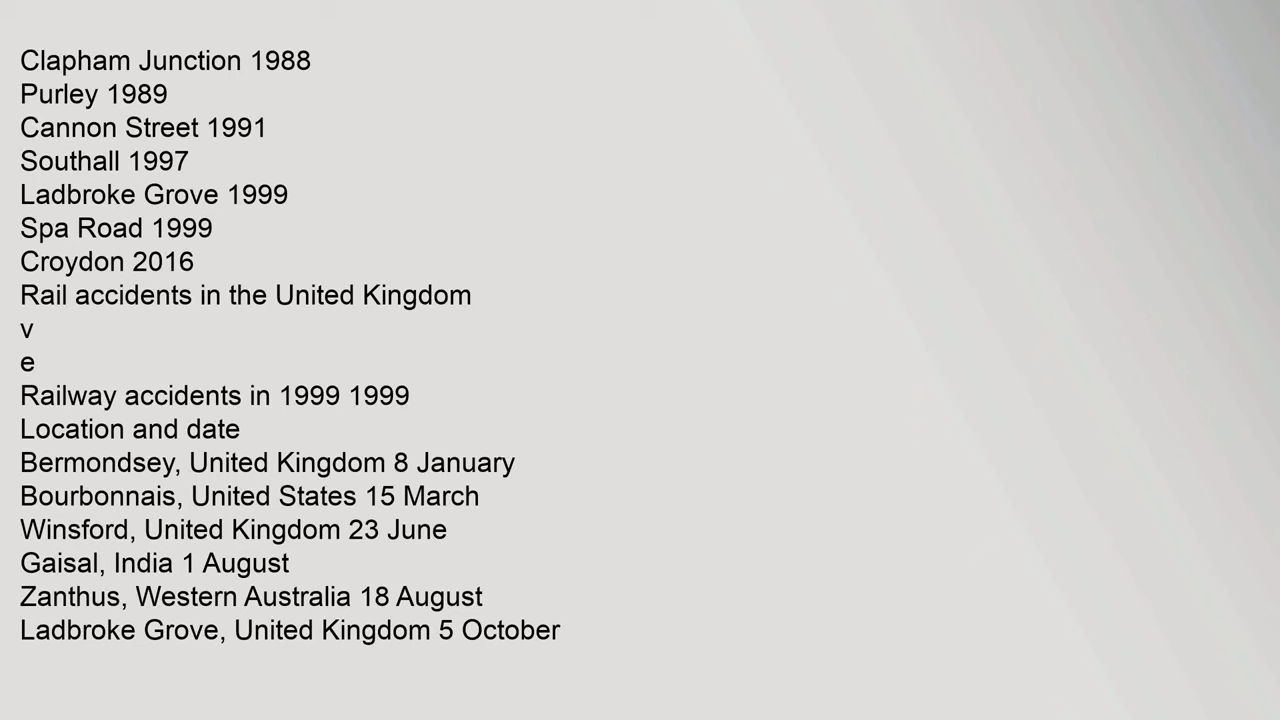 Clapham Junction 1988
Purley 1989
Cannon Street 1991
Southall 1997
Ladbroke Grove 1999
Spa Road 1999
Croydon 2016
Rail accidents in the United Kingdom
v
e
Railway accidents in 1999 1999
Location and date
Bermondsey, United Kingdom 8 January
Bourbonnais, United States 15 March
Winsford, United Kingdom 23 June
Gaisal, India 1 August
Zanthus, Western Australia 18 August
Ladbroke Grove, United Kingdom 5 October